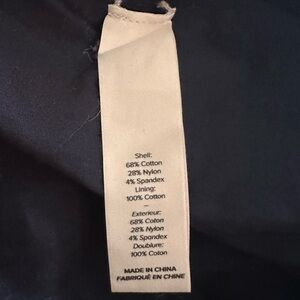 Shell:
68% Cotton
28% Nylon
4% Spandex
Lining:
100% Cotton
–
Exterieur:
68% Coton
28% Nylon
4% Spandex
Doublure:
100% Coton
MADE IN CHINA
FABRIQUÉ EN CHINE